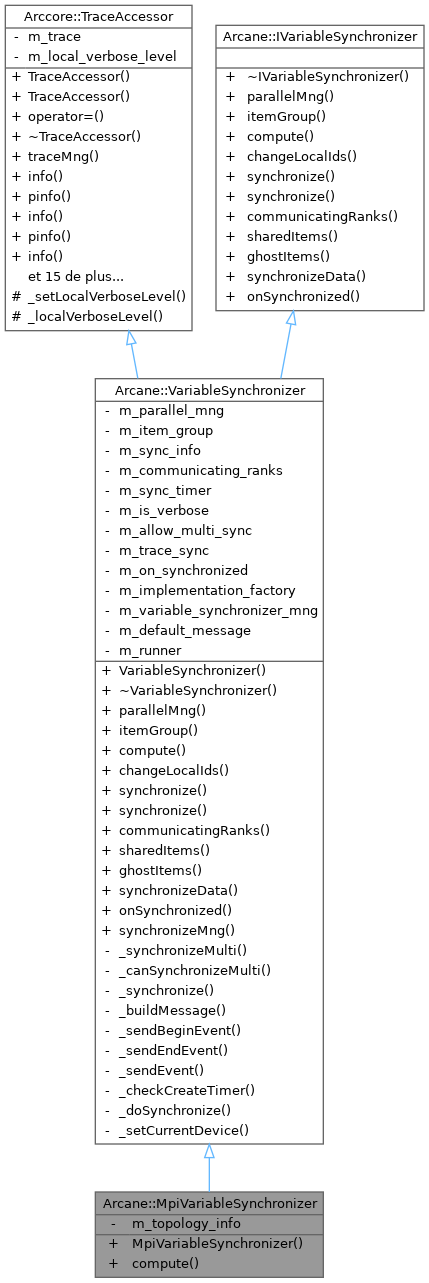 Arccore::TraceAccessor
- m_trace
- m_local_verbose_level
+ TraceAccessor()
+ TraceAccessor()
+ operator=()
+ ~TraceAccessor()
+ traceMng()
+ info()
+ pinfo()
+ info()
+ pinfo()
+ info()
et 15 de plus...
# _setLocalVerboseLevel()
# _localVerboseLevel()
Arcane::IVariableSynchronizer
+ ~IVariableSynchronizer()
+ parallelMng()
+ itemGroup()
+ compute()
+ changeLocalIds()
+ synchronize()
+ synchronize()
+ communicatingRanks()
+ sharedItems()
+ ghostItems()
+ synchronizeData()
+ onSynchronized()
Arcane::VariableSynchronizer
- m_parallel_mng
- m_item_group
- m_sync_info
- m_communicating_ranks
- m_sync_timer
- m_is_verbose
- m_allow_multi_sync
- m_trace_sync
- m_on_synchronized
- m_implementation_factory
- m_variable_synchronizer_mng
- m_default_message
- m_runner
+ VariableSynchronizer()
+ ~VariableSynchronizer()
+ parallelMng()
+ itemGroup()
+ compute()
+ changeLocalIds()
+ synchronize()
+ synchronize()
+ communicatingRanks()
+ sharedItems()
+ ghostItems()
+ synchronizeData()
+ onSynchronized()
+ synchronizeMng()
- _synchronizeMulti()
- _canSynchronizeMulti()
- _synchronize()
- _buildMessage()
- _sendBeginEvent()
- _sendEndEvent()
- _sendEvent()
- _checkCreateTimer()
- _doSynchronize()
- _setCurrentDevice()
Arcane::MpiVariableSynchronizer
- m_topology_info
+ MpiVariableSynchronizer()
+ compute()